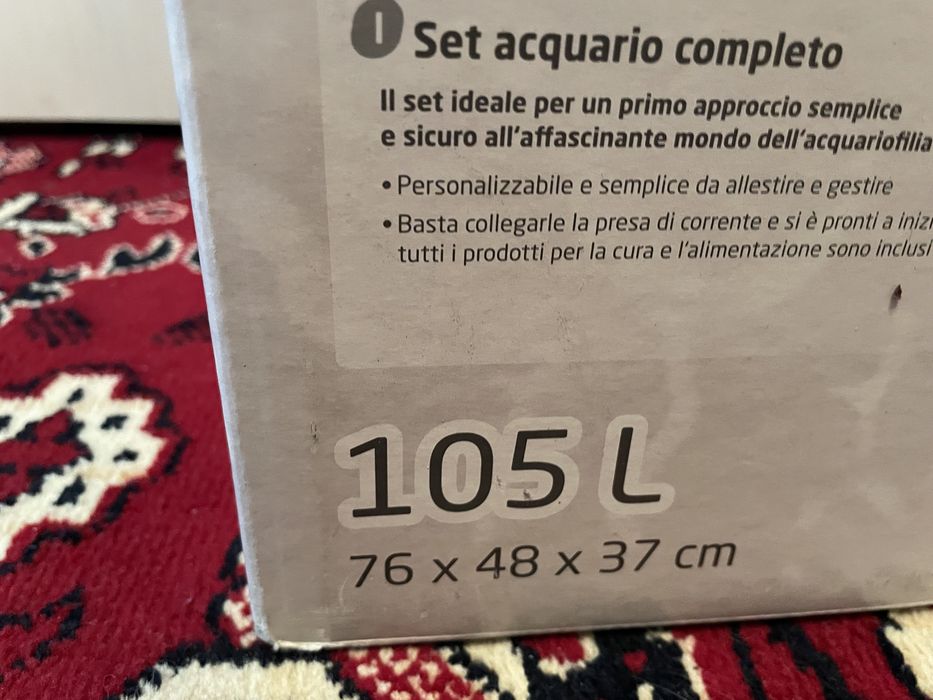 I Set acquario completo
Il set ideale per un primo approccio semplice
e sicuro all'affascinante mondo dell'acquariofilia
• Personalizzabile e semplice da allestire e gestire
• Basta collegarle la presa di corrente e si è pronti a
tutti i prodotti per la cura e l'alimentazione sono inclusi
105 L
76 x 48 x 37 cm